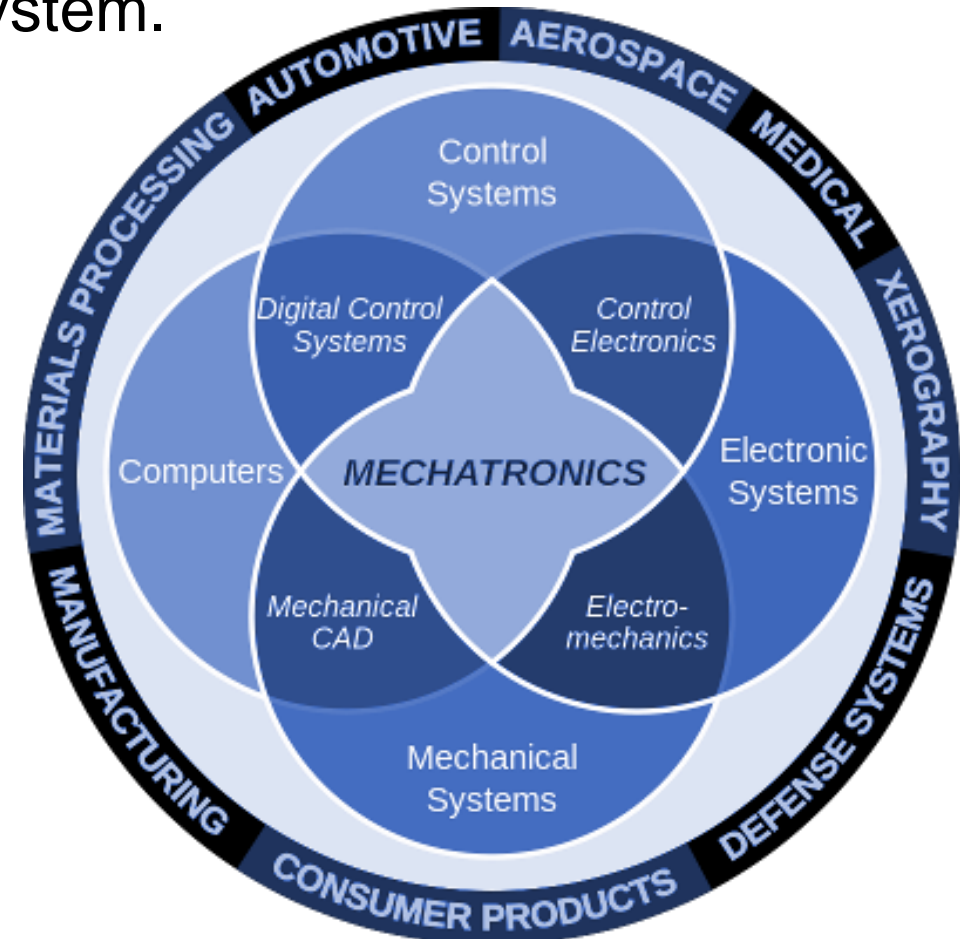 ystem.
AUTOMOTIVE
AEROSPACE
MEDICAL
XEROGRAPHY
DEFENSE SYSTEMS
CONSUMER PRODUCTS
MANUFACTURING
MATERIALS PROCESSING
Control
Systems
Digital Control
Systems
Control
Electronics
Computers
MECHATRONICS
Electronic
Systems
Mechanical
CAD
Electro-
mechanics
Mechanical
Systems